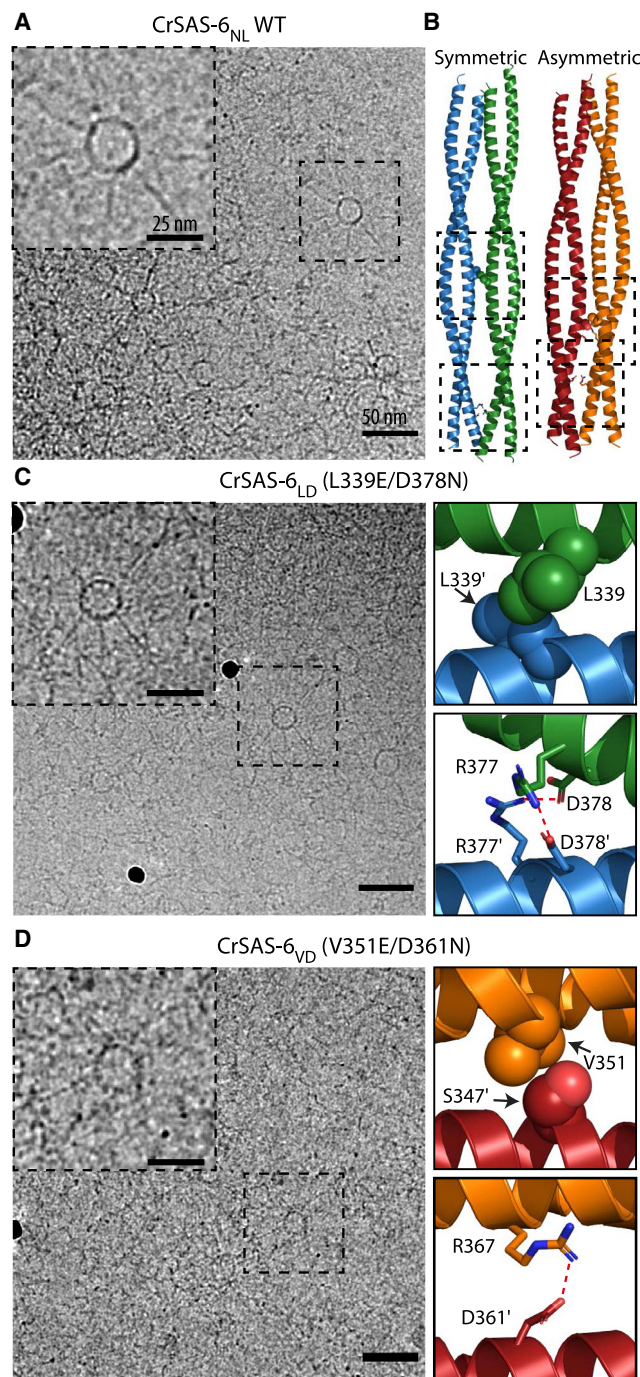 A
CrSAS-6NL WT
25 nm
50 nm
B
Symmetric Asymmetric
C
CrSAS-6LD (L339E/D378N)
L339'
L339
R377
D378
R377'
D378'
D
CrSAS-6VD (V351E/D361N)
V351
S347'
R367
D361'